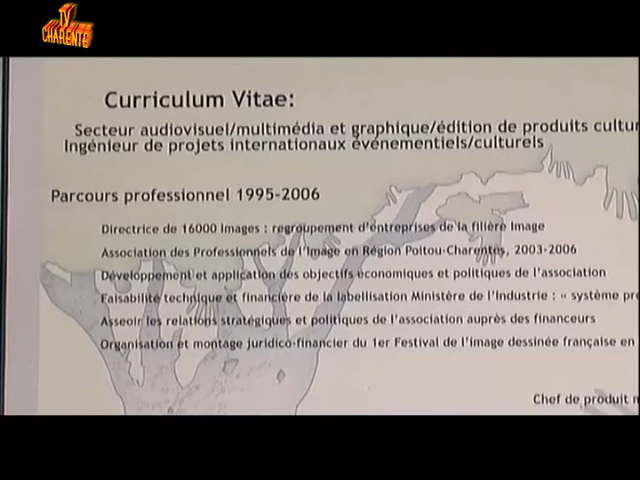 TV
CHARENTE
Curriculum Vitae:
Secteur audiovisuel/multimédia et graphique/édition de produits cultur
Ingénieur de projets internationaux événementiels/culturels
Parcours professionnel 1995-2006
Directrice de 16000 images : regroupement d'entreprises de la filière image
Association des Professionnels de l'Image en Région Poitou-Charentes, 2003-2006
Développement et application des objectifs économiques et politiques de l'association
Faisabilité technique et financière de la labellisation Ministère de l'Industrie : « système pr
Asseoir les relations stratégiques et politiques de l'association auprès des financeurs
Organisation et montage juridico-financier du 1er Festival de l'image dessinée française en
Chef de produit